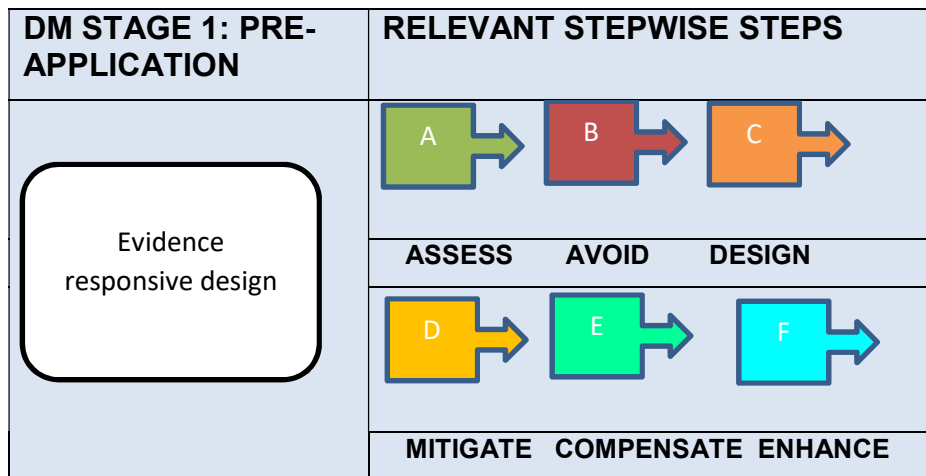 DM STAGE 1: PRE-
APPLICATION
RELEVANT STEPWISE STEPS
Evidence
responsive design
A B C
ASSESS AVOID DESIGN
D E F
MITIGATE COMPENSATE ENHANCE